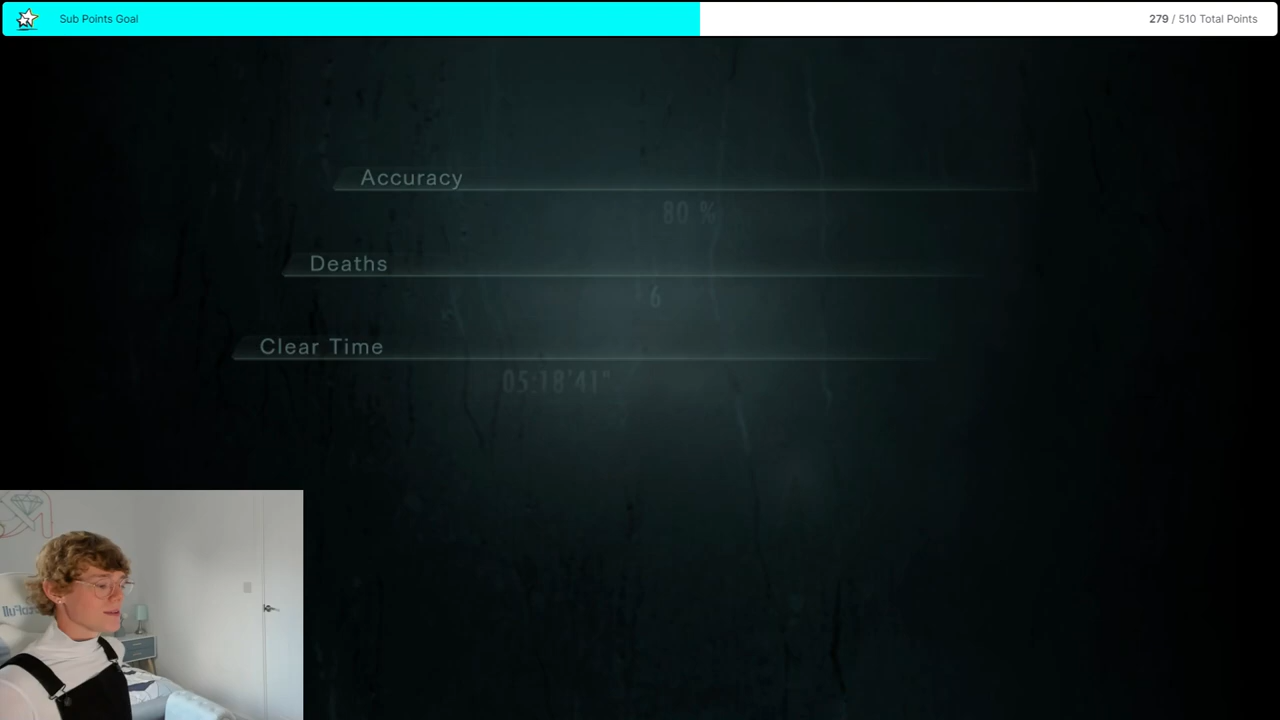 Sub Points Goal
279 / 510 Total Points
Accuracy
80 %
Deaths
6
Clear Time
05:18'41"